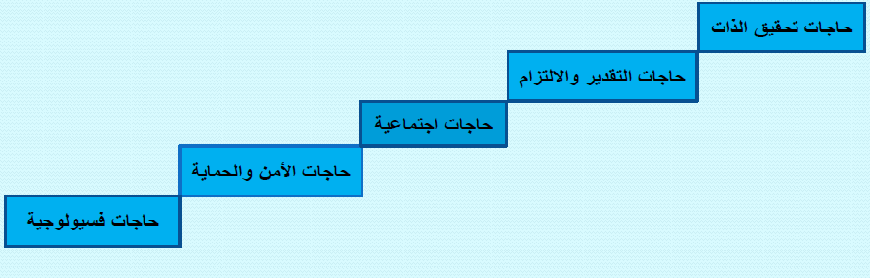 حاجات تحقيق الذات
حاجات التقدير والالتزام
حاجات اجتماعية
حاجات الأمن والحماية
حاجات فسيولوجية